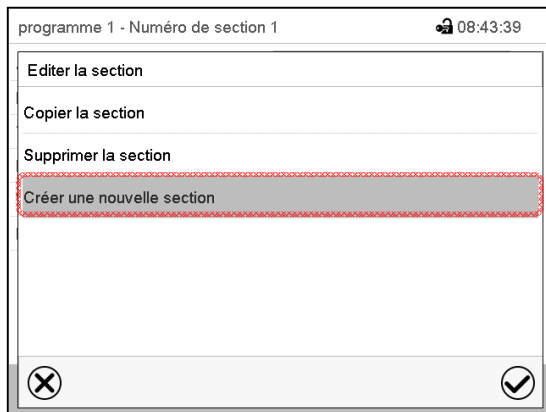 programme 1 - Numéro de section 1 08:43:39
Editer la section
Copier la section
Supprimer la section
Créer une nouvelle section